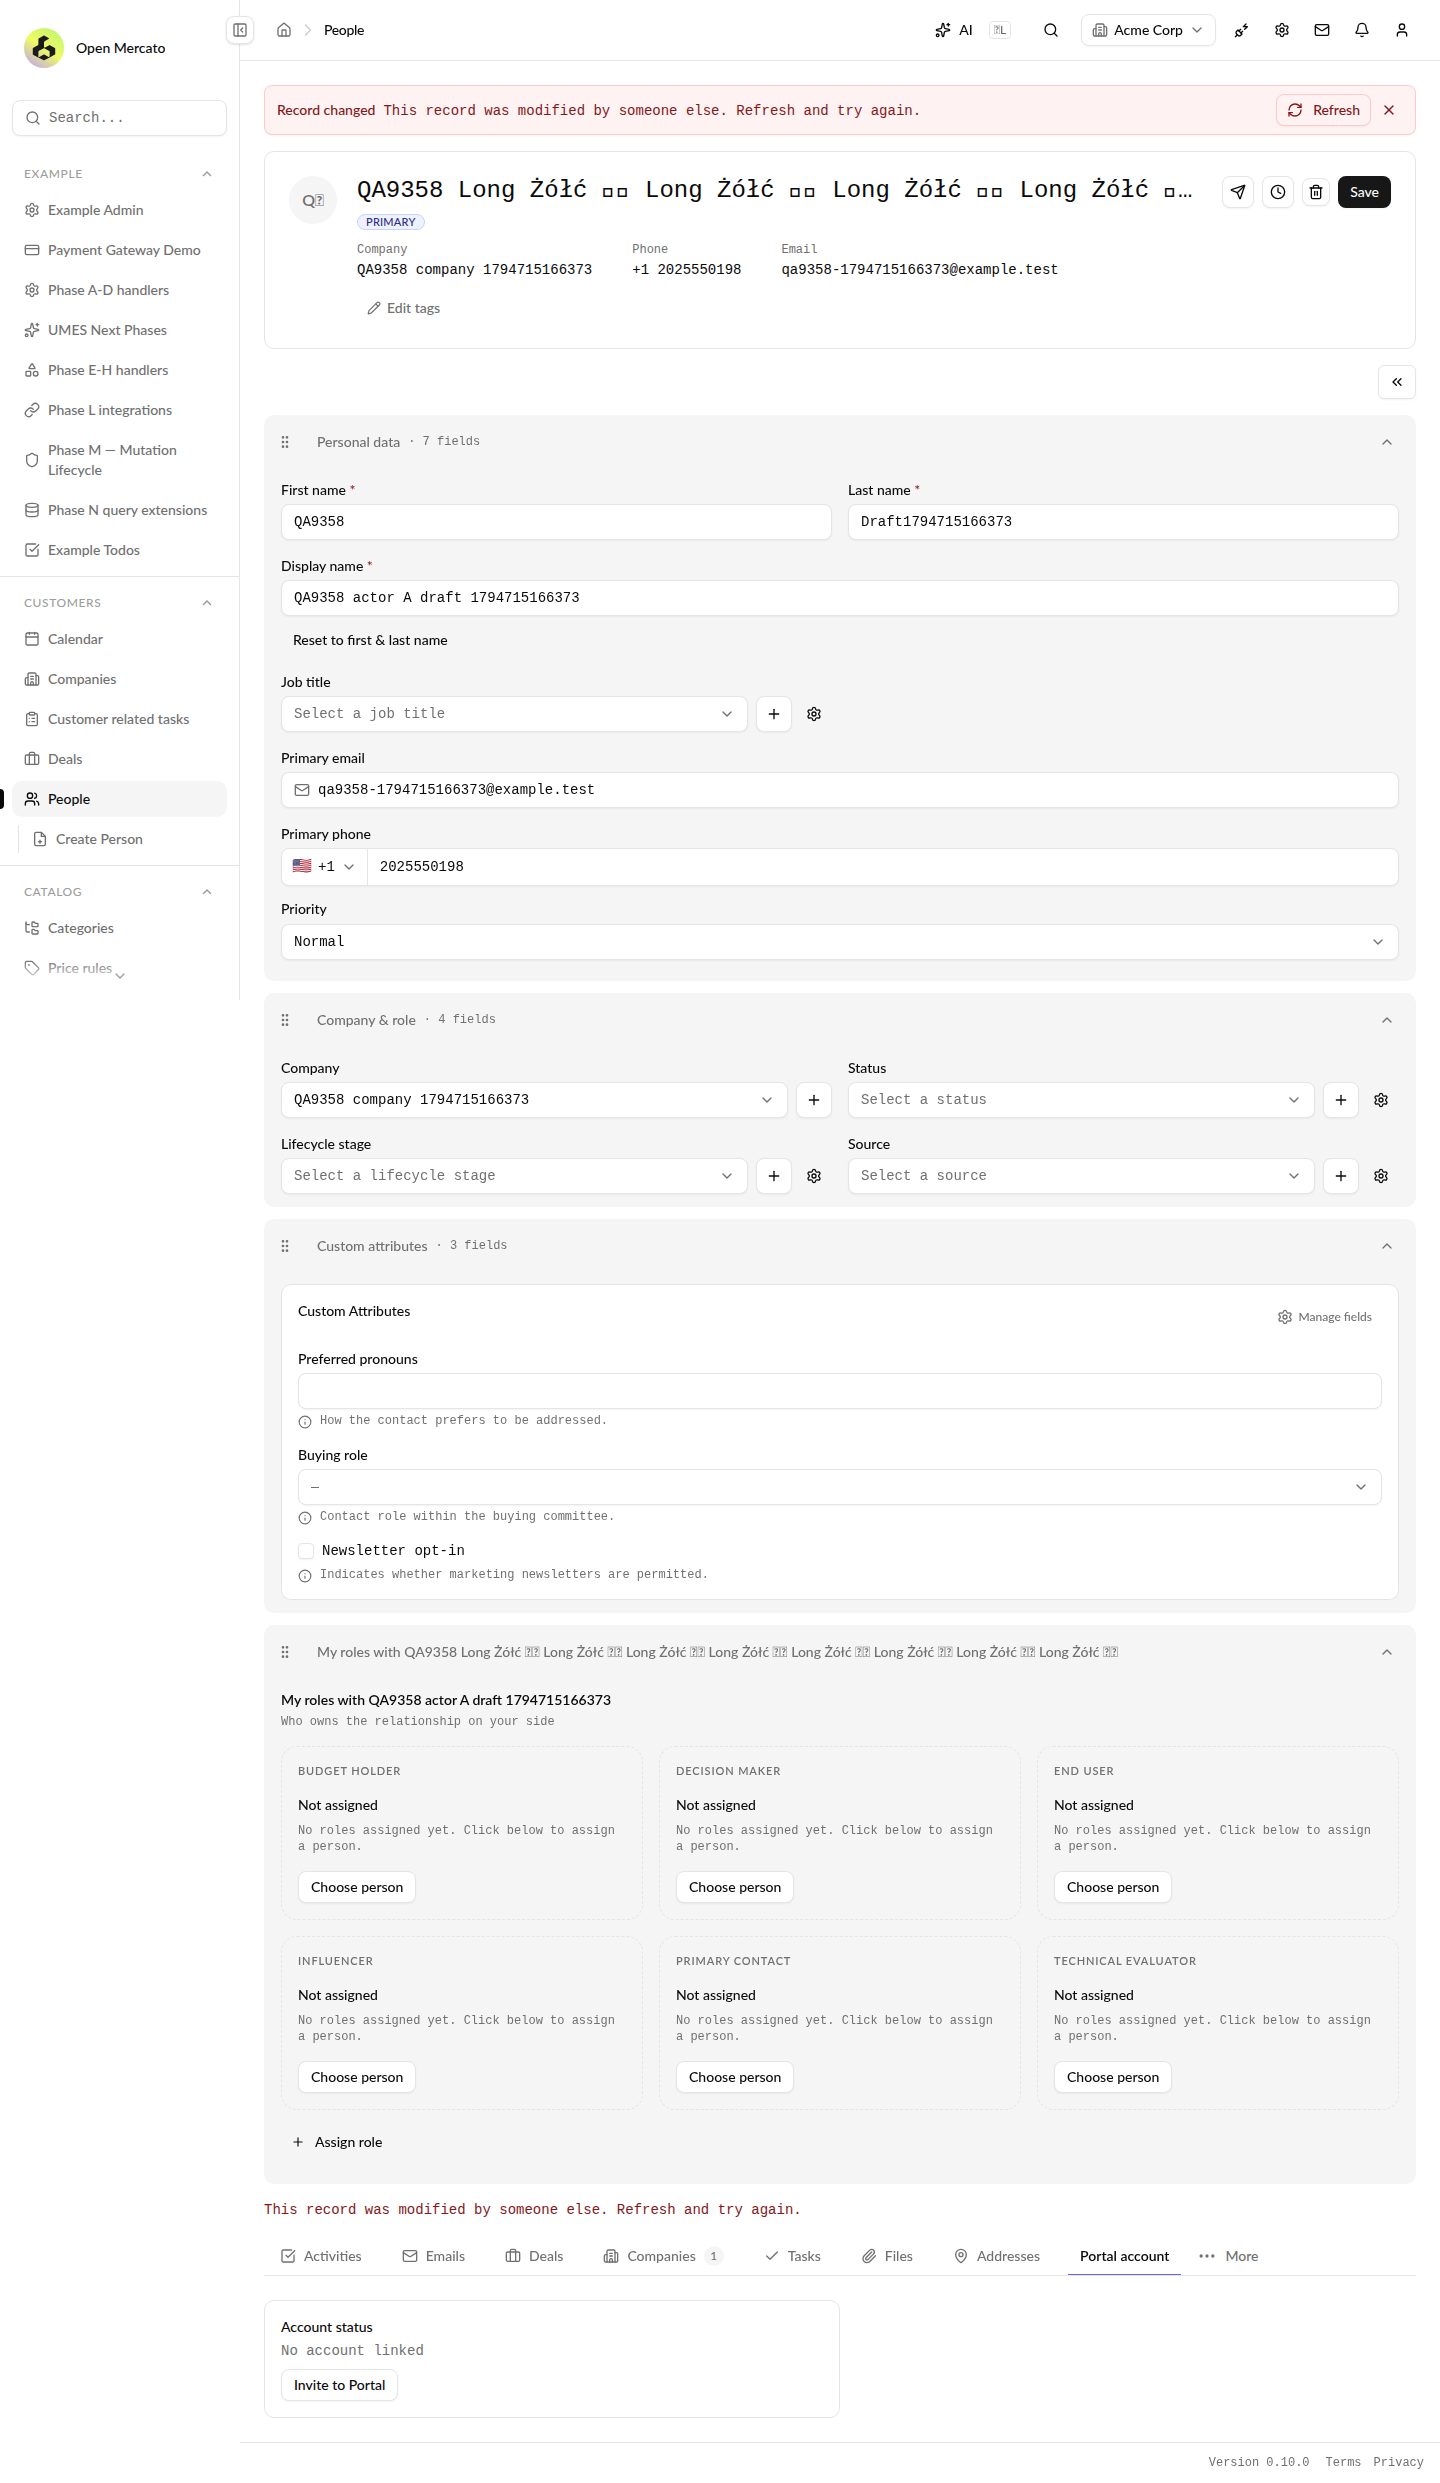 Open Mercato
People
AI
L
Acme Corp
Search...
Record changed This record was modified by someone else. Refresh and try again.
Refresh
QA9358 Long Żółć Long Żółć Long Żółć Long Żółć …
PRIMARY
Save
Company
Phone
Email
QA9358 company 1794715166373
+1 2025550198
qa9358-1794715166373@example.test
Edit tags
EXAMPLE
Example Admin
Payment Gateway Demo
Phase A-D handlers
UMES Next Phases
Phase E-H handlers
Phase L integrations
Phase M — Mutation
Lifecycle
Phase N query extensions
Example Todos
CUSTOMERS
Calendar
Companies
Customer related tasks
Deals
People
Create Person
CATALOG
Categories
Price rules
Personal data · 7 fields
First name *
Last name *
QA9358
Draft1794715166373
Display name *
QA9358 actor A draft 1794715166373
Reset to first & last name
Job title
Select a job title
Primary email
qa9358-1794715166373@example.test
Primary phone
+1
2025550198
Priority
Normal
Company & role · 4 fields
Company
Status
QA9358 company 1794715166373
Select a status
Lifecycle stage
Source
Select a lifecycle stage
Select a source
Custom attributes · 3 fields
Custom Attributes
Manage fields
Preferred pronouns
How the contact prefers to be addressed.
Buying role
—
Contact role within the buying committee.
Newsletter opt-in
Indicates whether marketing newsletters are permitted.
My roles with QA9358 Long Żółć Long Żółć Long Żółć Long Żółć Long Żółć Long Żółć Long Żółć Long Żółć
My roles with QA9358 actor A draft 1794715166373
Who owns the relationship on your side
BUDGET HOLDER
DECISION MAKER
END USER
Not assigned
Not assigned
Not assigned
No roles assigned yet. Click below to assign
a person.
No roles assigned yet. Click below to assign
a person.
No roles assigned yet. Click below to assign
a person.
Choose person
Choose person
Choose person
INFLUENCER
PRIMARY CONTACT
TECHNICAL EVALUATOR
Not assigned
Not assigned
Not assigned
No roles assigned yet. Click below to assign
a person.
No roles assigned yet. Click below to assign
a person.
No roles assigned yet. Click below to assign
a person.
Choose person
Choose person
Choose person
Assign role
This record was modified by someone else. Refresh and try again.
Activities
Emails
Deals
Companies 1
Tasks
Files
Addresses
Portal account
More
Account status
No account linked
Invite to Portal
Version 0.10.0
Terms
Privacy